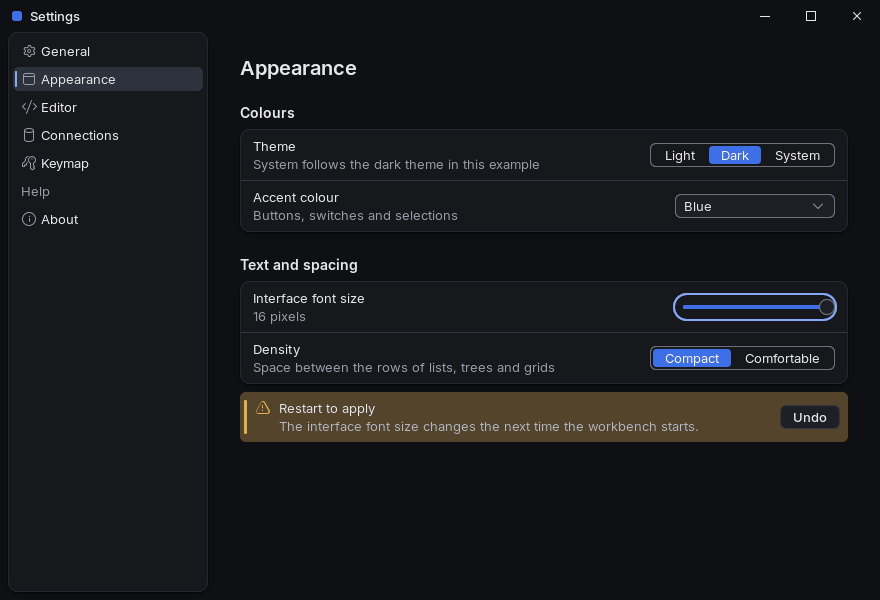 Settings
General
Appearance
Editor
Connections
Keymap
Help
About
Appearance
Colours
Theme
System follows the dark theme in this example
Light Dark System
Accent colour
Buttons, switches and selections
Blue
Text and spacing
Interface font size
16 pixels
Density
Space between the rows of lists, trees and grids
Compact Comfortable
Restart to apply
The interface font size changes the next time the workbench starts.
Undo